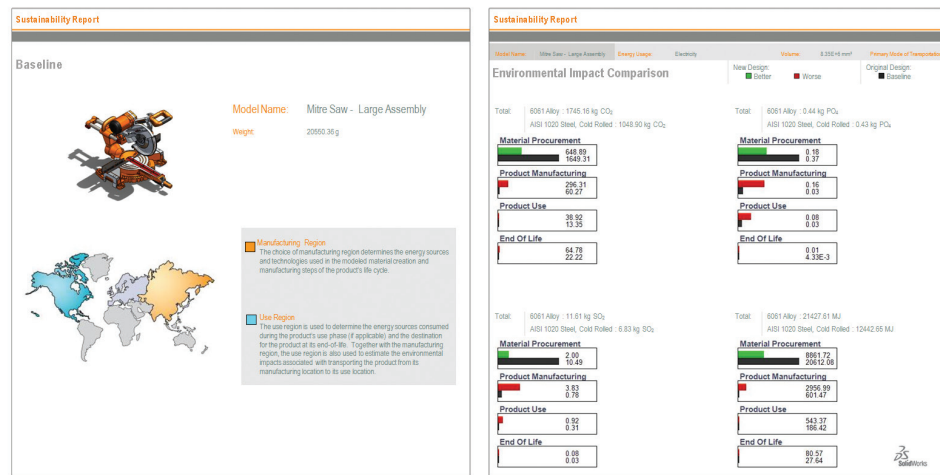 Sustainability Report
Baseline
Model Name: Mitre Saw - Large Assembly
Weight: 20550.36 g
Manufacturing Region
The choice of manufacturing region determines the energy sources
and technologies used in the modeled material creation and
manufacturing steps of the product's life cycle.
Use Region
The use region is used to determine the energy sources consumed
during the product's use phase (if applicable) and the destination
for the product at its end-of-life. Together with the manufacturing
region, the use region is also used to estimate the environmental
impacts associated with transporting the product from its
manufacturing location to its use location.
Sustainability Report
Model Name: Mitre Saw - Large Assembly Energy Usage: Electricity Volume: mm³ Primary Mode of Transportation
Environmental Impact Comparison
New Design: Original Design:
Better Worse Baseline
Total: 6061 Alloy : 1745.16 kg CO₂
AISI 1020 Steel, Cold Rolled : 1048.90 kg CO₂
Material Procurement
648.89
1649.31
Product Manufacturing
296.31
60.27
Product Use
38.92
13.35
End Of Life
64.78
22.22
Total: 6061 Alloy : 0.44 kg PO₄
AISI 1020 Steel, Cold Rolled : 0.43 kg PO₄
Material Procurement
0.18
0.37
Product Manufacturing
0.16
0.03
Product Use
0.08
0.03
End Of Life
0.01
4.33E-3
Total: 6061 Alloy : 11.61 kg SO₂
AISI 1020 Steel, Cold Rolled : 6.83 kg SO₂
Material Procurement
2.00
10.49
Product Manufacturing
3.83
0.78
Product Use
0.92
0.31
End Of Life
0.08
0.03
Total: 6061 Alloy : 21427.61 MJ
AISI 1020 Steel, Cold Rolled : 12442.65 MJ
Material Procurement
8861.72
20612.08
Product Manufacturing
2956.99
601.47
Product Use
543.37
186.42
End Of Life
80.57
27.64
SolidWorks